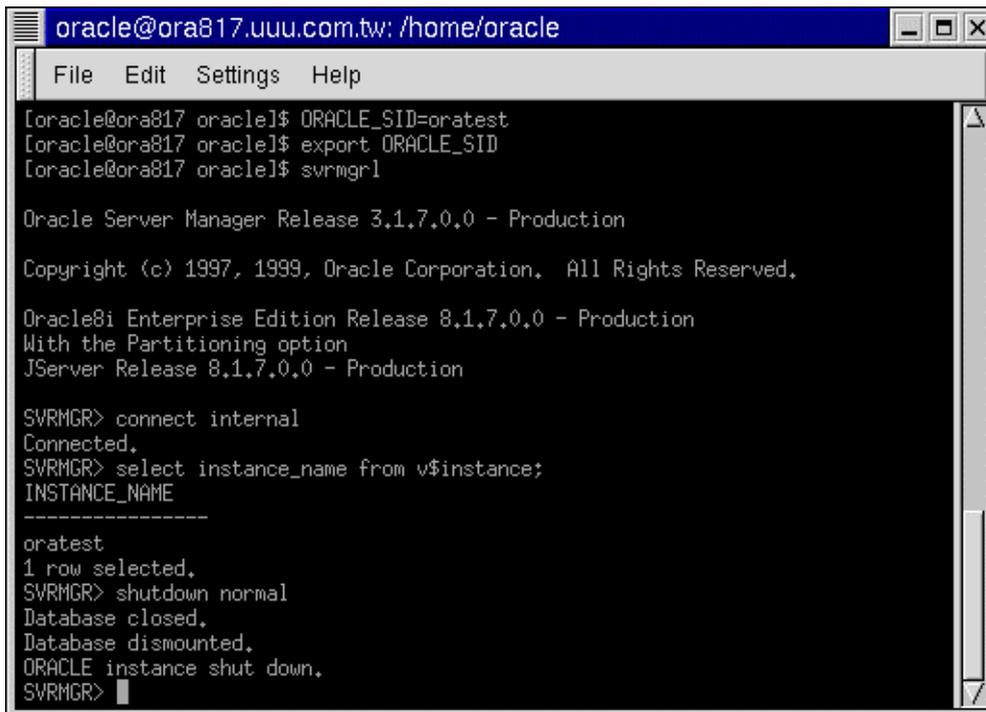 oracle@ora817.uuu.com.tw: /home/oracle
File Edit Settings Help
[oracle@ora817 oracle]$ ORACLE_SID=oratest
[oracle@ora817 oracle]$ export ORACLE_SID
[oracle@ora817 oracle]$ svrmgrl
Oracle Server Manager Release 3.1.7.0.0 - Production
Copyright (c) 1997, 1999, Oracle Corporation.  All Rights Reserved.
Oracle8i Enterprise Edition Release 8.1.7.0.0 - Production
With the Partitioning option
JServer Release 8.1.7.0.0 - Production
SVRMGR> connect internal
Connected.
SVRMGR> select instance_name from v$instance;
INSTANCE_NAME
----------------
oratest
1 row selected.
SVRMGR> shutdown normal
Database closed.
Database dismounted.
ORACLE instance shut down.
SVRMGR>